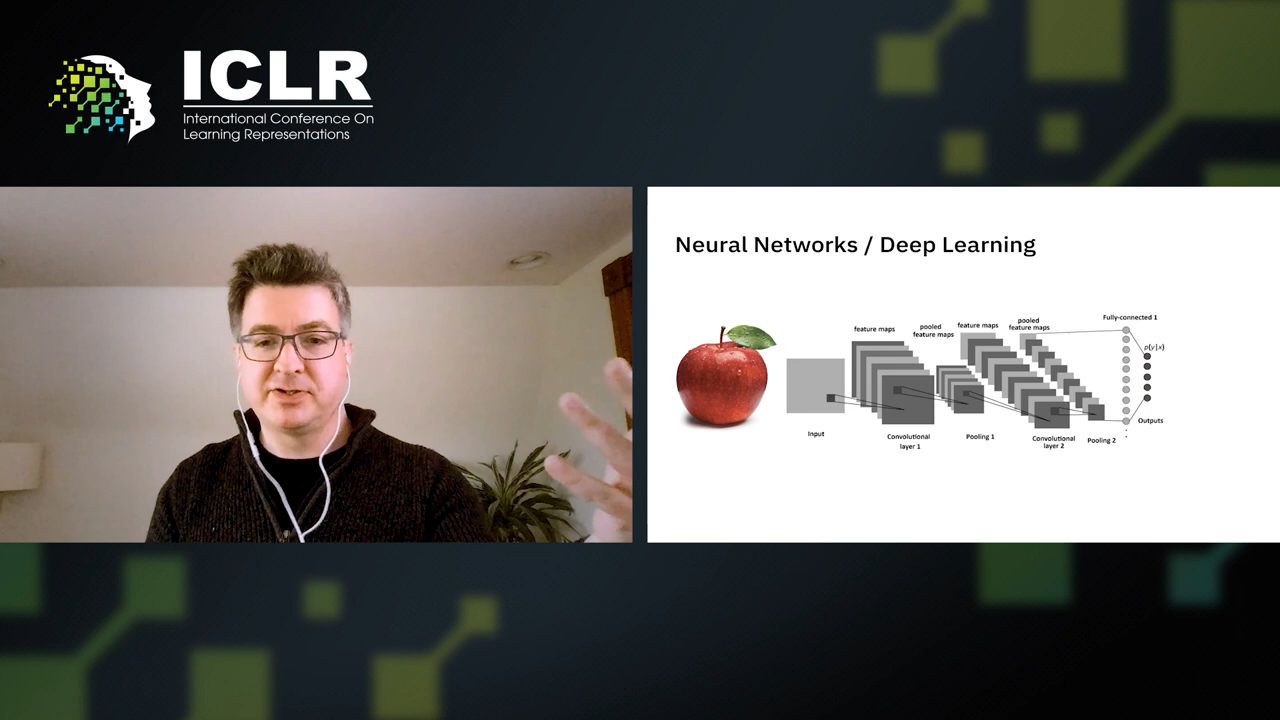 ICLR
International Conference On
Learning Representations
Neural Networks / Deep Learning
feature maps
pooled
feature maps
feature maps
pooled
feature maps
Fully-connected 1
p(y|x)
Input
Convolutional
layer 1
Pooling 1
Convolutional
layer 2
Pooling 2
Outputs